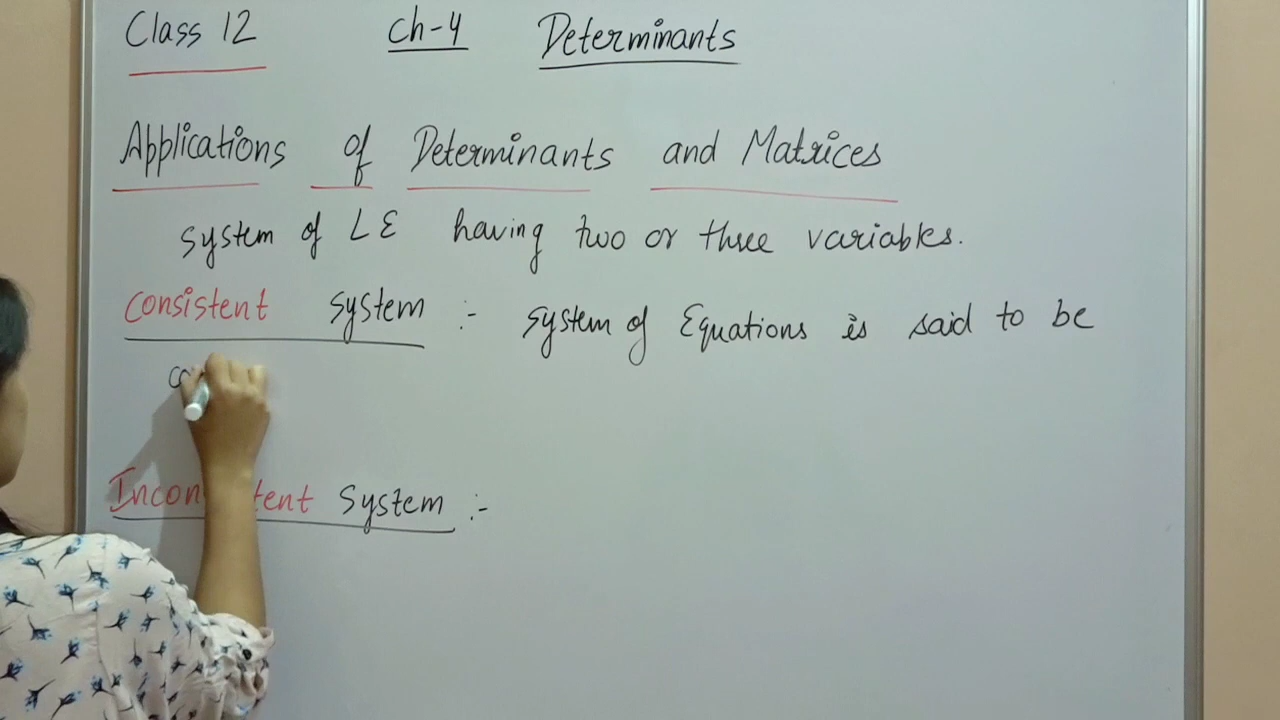 Class 12 Ch-4 Determinants
Applications of Determinants and Matrices
System of LE having two or three variables.
Consistent System :- System of Equations is said to be
System :-